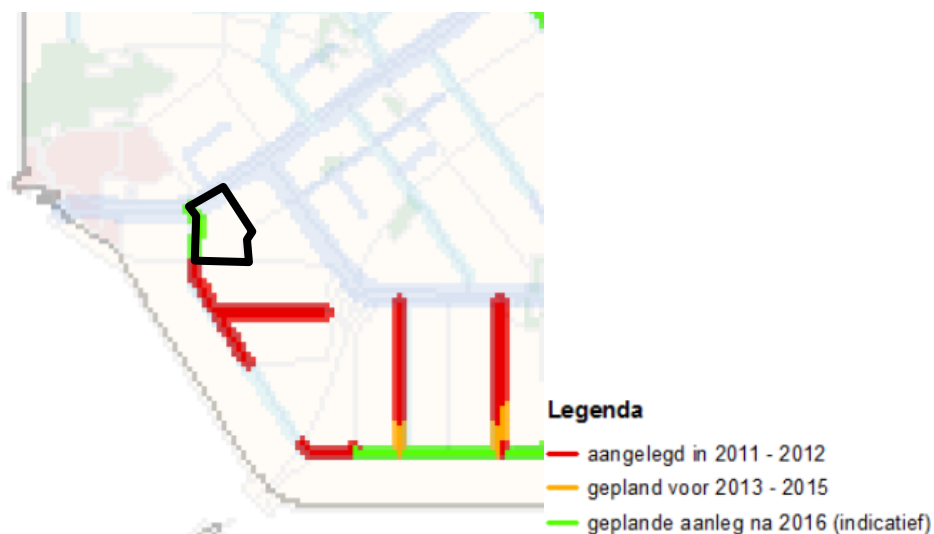 Legenda
aangelegd in 2011 - 2012
gepland voor 2013 - 2015
geplande aanleg na 2016 (indicatief)